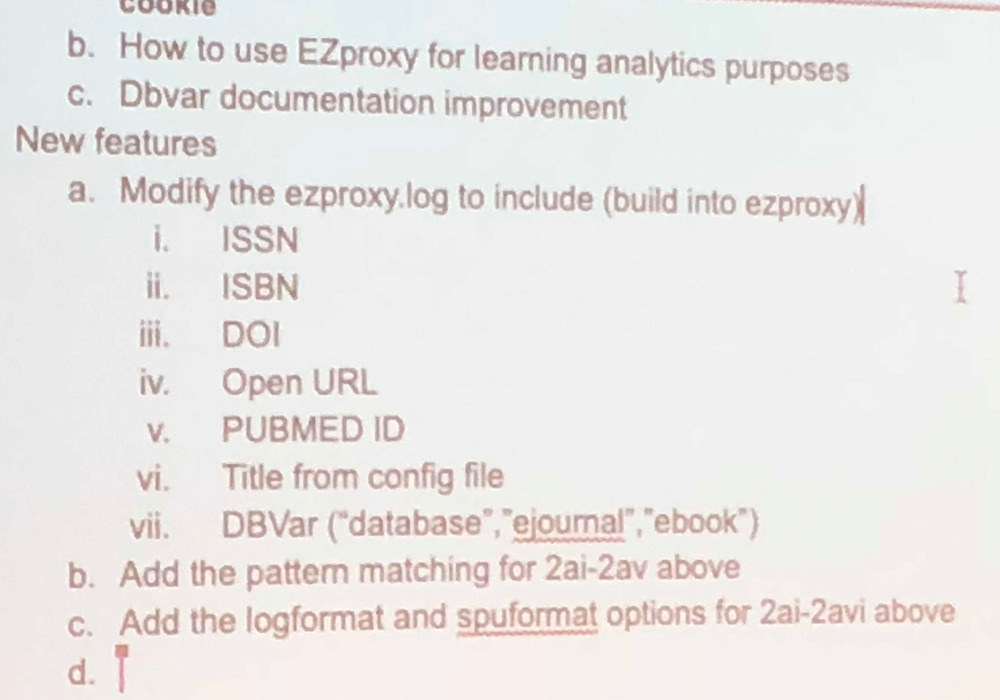 cookie
b. How to use EZproxy for learning analytics purposes
c. Dbvar documentation improvement
New features
a. Modify the ezproxy.log to include (build into ezproxy)
i. ISSN
ii. ISBN
iii. DOI
iv. Open URL
v. PUBMED ID
vi. Title from config file
vii. DBVar ("database","ejournal","ebook")
b. Add the pattern matching for 2ai-2av above
c. Add the logformat and spuformat options for 2ai-2avi above
d.